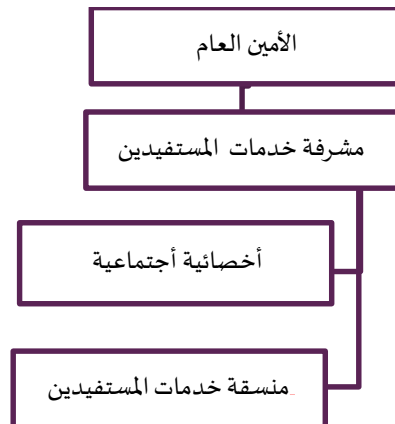 الأمين العام
مشرفة خدمات المستفيدين
أخصائية أجتماعية
منسقة خدمات المستفيدين